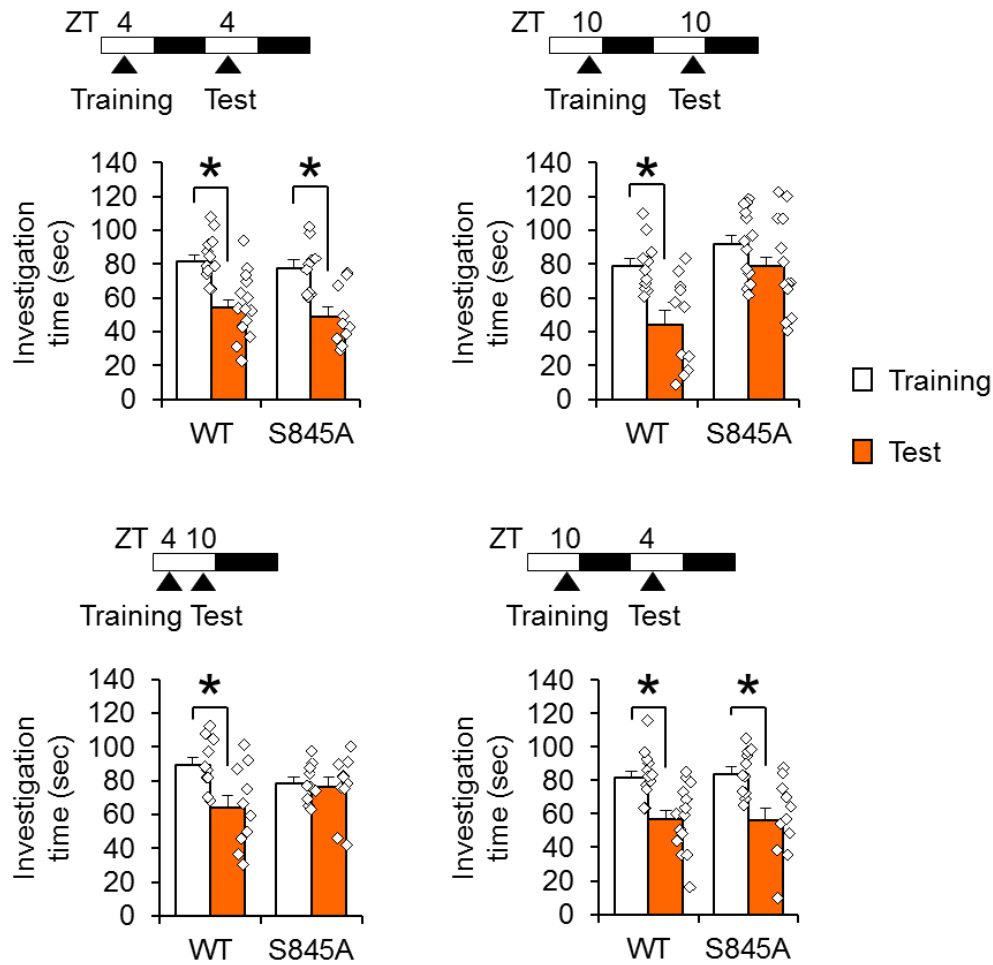 ZT 4 4
Training Test
*
*
Investigation
time (sec)
140
120
100
80
60
40
20
0
WT S845A
ZT 10 10
Training Test
*
Investigation
time (sec)
140
120
100
80
60
40
20
0
WT S845A
Training
Test
ZT 4 10
Training Test
*
Investigation
time (sec)
140
120
100
80
60
40
20
0
WT S845A
ZT 10 4
Training Test
*
*
Investigation
time (sec)
140
120
100
80
60
40
20
0
WT S845A